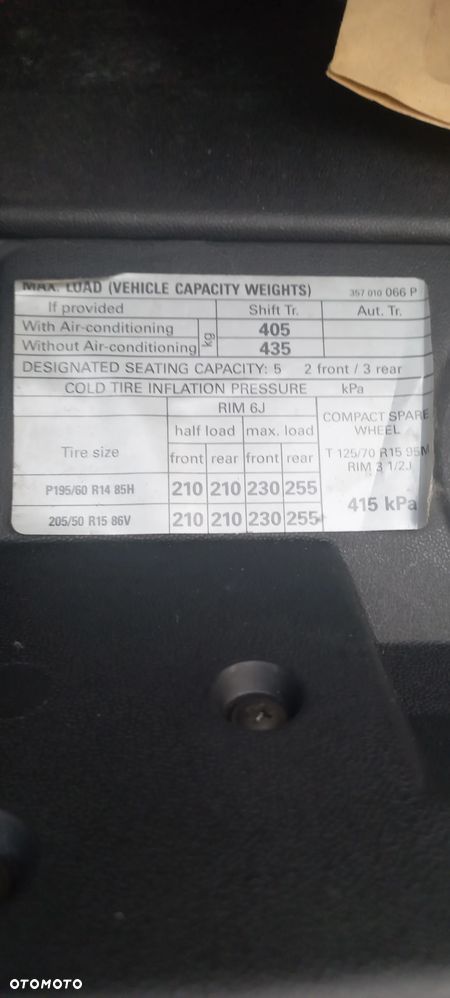 MAX. LOAD (VEHICLE CAPACITY WEIGHTS) 357 010 066 P
If provided Shift Tr. Aut. Tr.
With Air-conditioning kg 405
Without Air-conditioning 435
DESIGNATED SEATING CAPACITY: 5 2 front / 3 rear
COLD TIRE INFLATION PRESSURE kPa
Tire size RIM 6J COMPACT SPARE WHEEL
half load max. load T 125/70 R15 95M
front rear front rear RIM 3 1/2J
P195/60 R14 85H 210 210 230 255 415 kPa
205/50 R15 86V 210 210 230 255
OTOMOTO
OTOMOTO